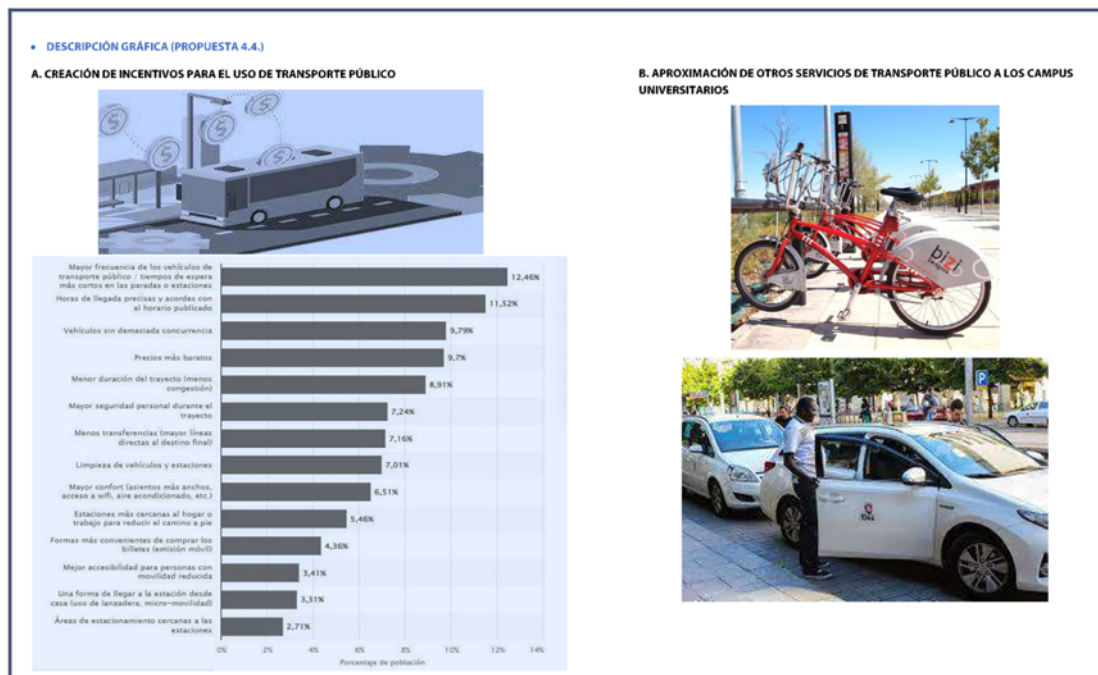 • DESCRIPCIÓN GRÁFICA (PROPUESTA 4.4.)
A. CREACIÓN DE INCENTIVOS PARA EL USO DE TRANSPORTE PÚBLICO
Mayor frecuencia de los vehículos de
transporte público / tiempos de espera
más cortos en las paradas o estaciones
12,46%
Horas de llegada precisas y acordes con
el horario publicado
11,52%
Vehículos sin demasiada concurrencia
9,79%
Precios más baratos
9,7%
Menor duración del trayecto (menos
congestión)
8,91%
Mayor seguridad personal durante el
trayecto
7,24%
Menos transferencias (mayor líneas
directas al destino final)
7,16%
Limpieza de vehículos y estaciones
7,01%
Mayor confort (asientos más anchos,
acceso a wifi, aire acondicionado, etc.)
6,51%
Estaciones más cercanas al hogar o
trabajo para reducir el camino a pie
5,46%
Formas más convenientes de comprar los
billetes (emisión móvil)
4,36%
Mejor accesibilidad para personas con
movilidad reducida
3,41%
Una forma de llegar a la estación desde
casa (uso de lanzadera, micro-movilidad)
3,31%
Áreas de estacionamiento cercanas a las
estaciones
2,71%
0% 2% 4% 6% 8% 10% 12% 14%
Porcentaje de población
B. APROXIMACIÓN DE OTROS SERVICIOS DE TRANSPORTE PÚBLICO A LOS CAMPUS
UNIVERSITARIOS
bizi
P